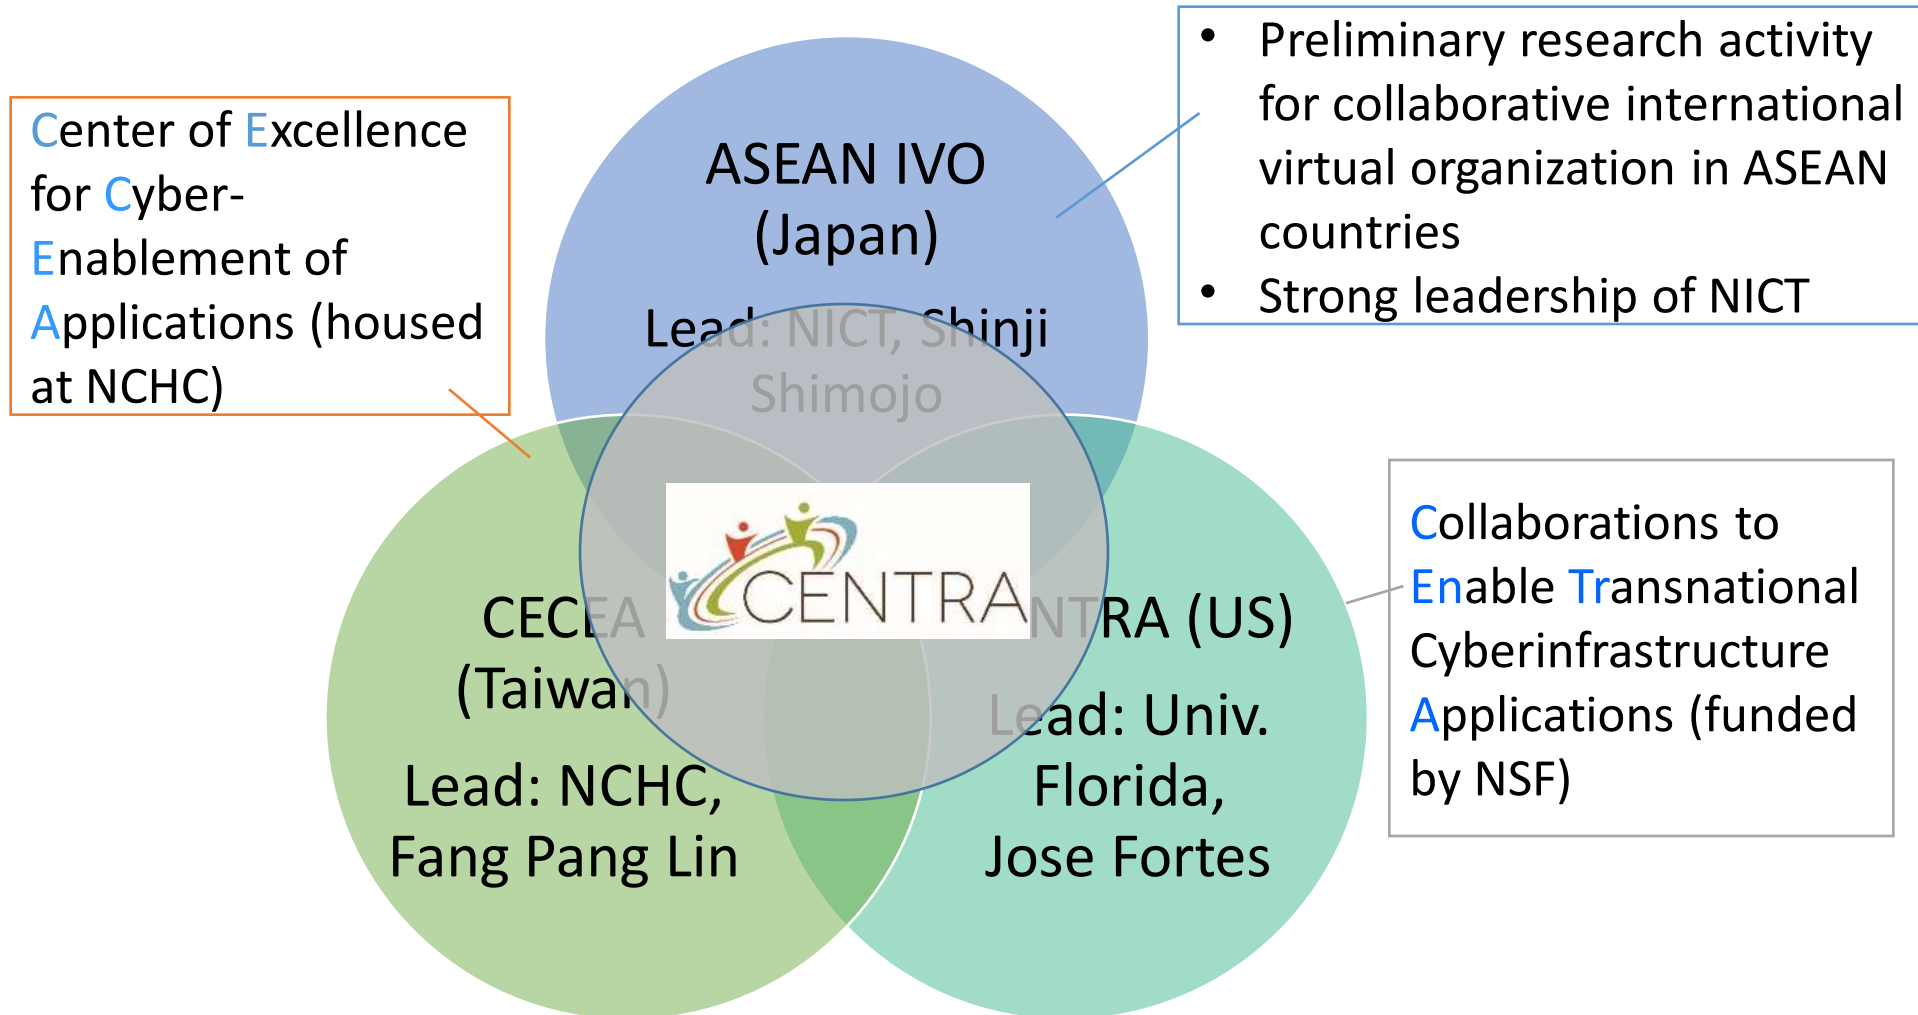 Center of Excellence
for Cyber-
Enablement of
Applications (housed
at NCHC)
ASEAN IVO
(Japan)
Lead: NICT, Shinji
Shimojo
• Preliminary research activity
for collaborative international
virtual organization in ASEAN
countries
• Strong leadership of NICT
CENTRA
CECEA
(Taiwan)
Lead: NCHC,
Fang Pang Lin
NTRA (US)
Lead: Univ.
Florida,
Jose Fortes
Collaborations to
Enable Transnational
Cyberinfrastructure
Applications (funded
by NSF)